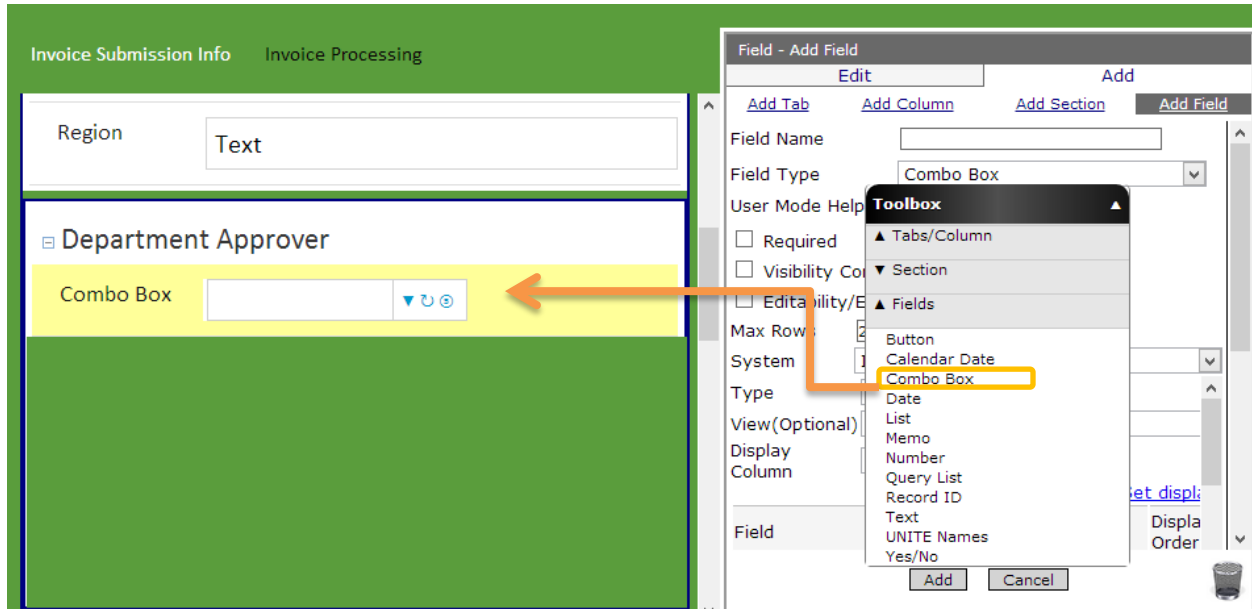 Invoice Submission Info Invoice Processing
Region
Text
Department Approver
Combo Box
Field - Add Field
Edit Add
Add Tab Add Column Add Section Add Field
Field Name
Field Type Combo Box
User Mode Help
Required
Visibility
Editability/E
Max Rows
System
Type
View(Optional)
Display
Column
Set
Field
Displa
Order
Add Cancel
Toolbox
Tabs/Column
Section
Fields
Button
Calendar Date
Combo Box
Date
List
Memo
Number
Query List
Record ID
Text
UNITE Names
Yes/No